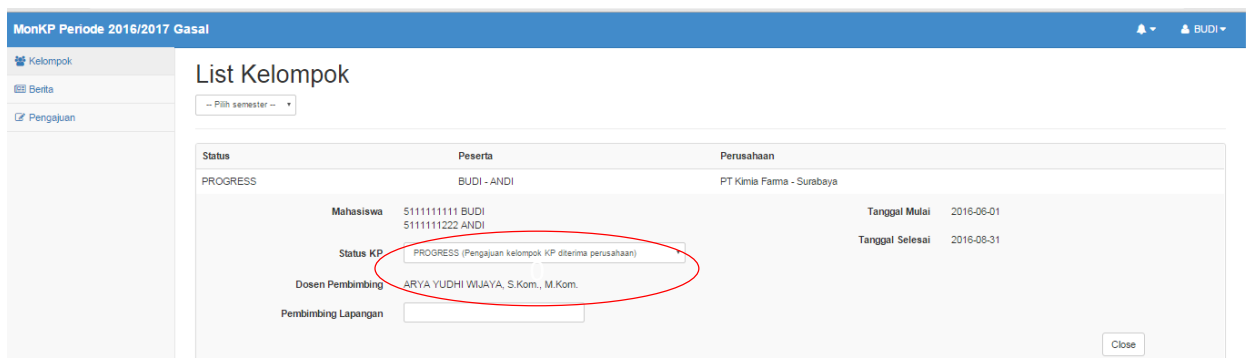 MonKP Periode 2016/2017 Gasal
BUDI
Kelompok
Berita
Pengajuan
List Kelompok
-- Pilih semester --
Status Peserta Perusahaan
PROGRESS BUDI - ANDI PT Kimia Farma - Surabaya
Mahasiswa 5111111111 BUDI Tanggal Mulai 2016-06-01
5111111222 ANDI
Tanggal Selesai 2016-08-31
Status KP PROGRESS (Pengajuan kelompok KP diterima perusahaan)
0
Dosen Pembimbing ARYA YUDHI WIJAYA, S.Kom., M.Kom.
Pembimbing Lapangan
Close